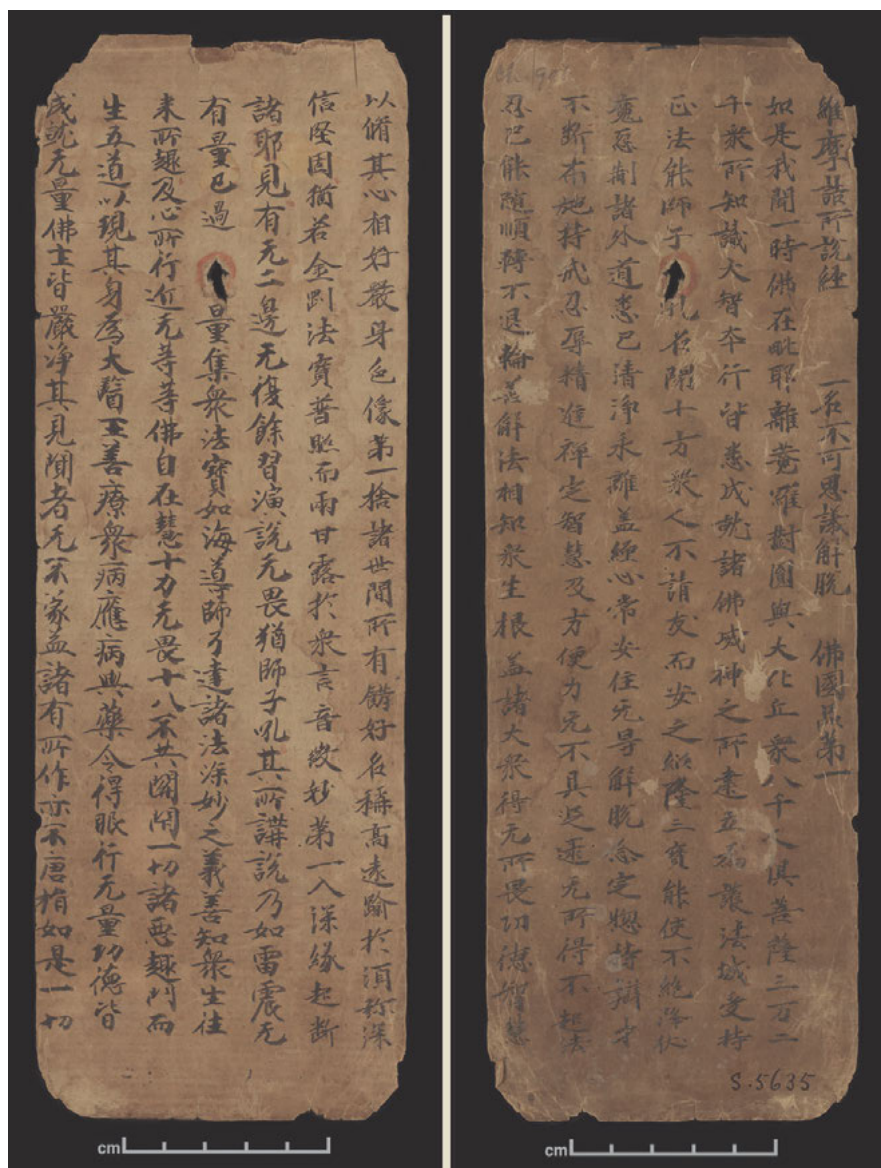 維摩詰所說經 一名不可思議解脫 佛國品第一
如是我聞一時佛在毗耶離菴羅樹園與大比丘衆八千人俱菩薩三万二
千衆所知識大智本行皆悉成就諸佛威神之所建立為護法城受持
正法能師子吼名聞十方衆人不請友而安之紹隆三寶能使不絕降伏
魔怨制諸外道悉已清淨永離蓋纏心常安住无㝵解脫念定揔持辯才
不斷布施持戒忍辱精進禪定智慧及方便力无不具足逮无所得不起法
忍已能隨順轉不退輪善解法相知衆生根蓋諸大衆得无所畏功德智慧
S.5635
cm
以脩其心相好嚴身色像第一捨諸世間所有餝好名稱高遠踰於須弥深
信堅固猶若金剛法寶普照而雨甘露於衆言音微妙第一入深緣起斷
諸耶見有无二邊无復餘習演說无畏猶師子吼其所講說乃如雷震无
有量已過 量集衆法寶如海導師了達諸法深妙之義善知衆生往
来所趣及心所行近无等等佛自在慧十力无畏十八不共關閇一切諸惡趣門而
生五道以現其身為大醫王善療衆病應病與藥令得眼行无量功德皆
成就无量佛土皆嚴淨其見聞者无不蒙益諸有所作亦不唐捐如是一切
cm